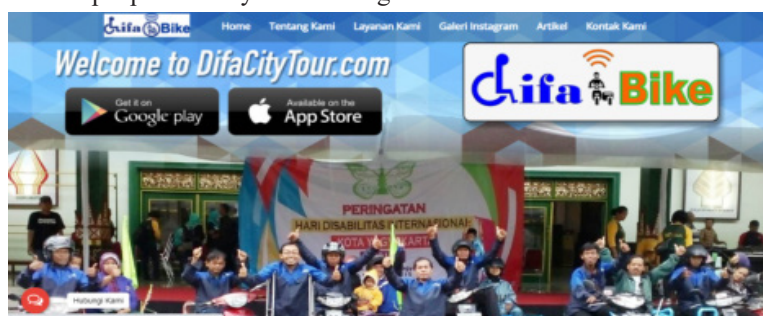 Difa Bike
Home
Tentang Kami
Layanan Kami
Galeri Instagram
Artikel
Kontak Kami
Welcome to DifaCityTour.com
Get it on
Google play
Available on the
App Store
Difa Bike
PERINGATAN
HARI DISABILITAS INTERNASIONAL
KOTA YOGYAKARTA
Hubungi Kami